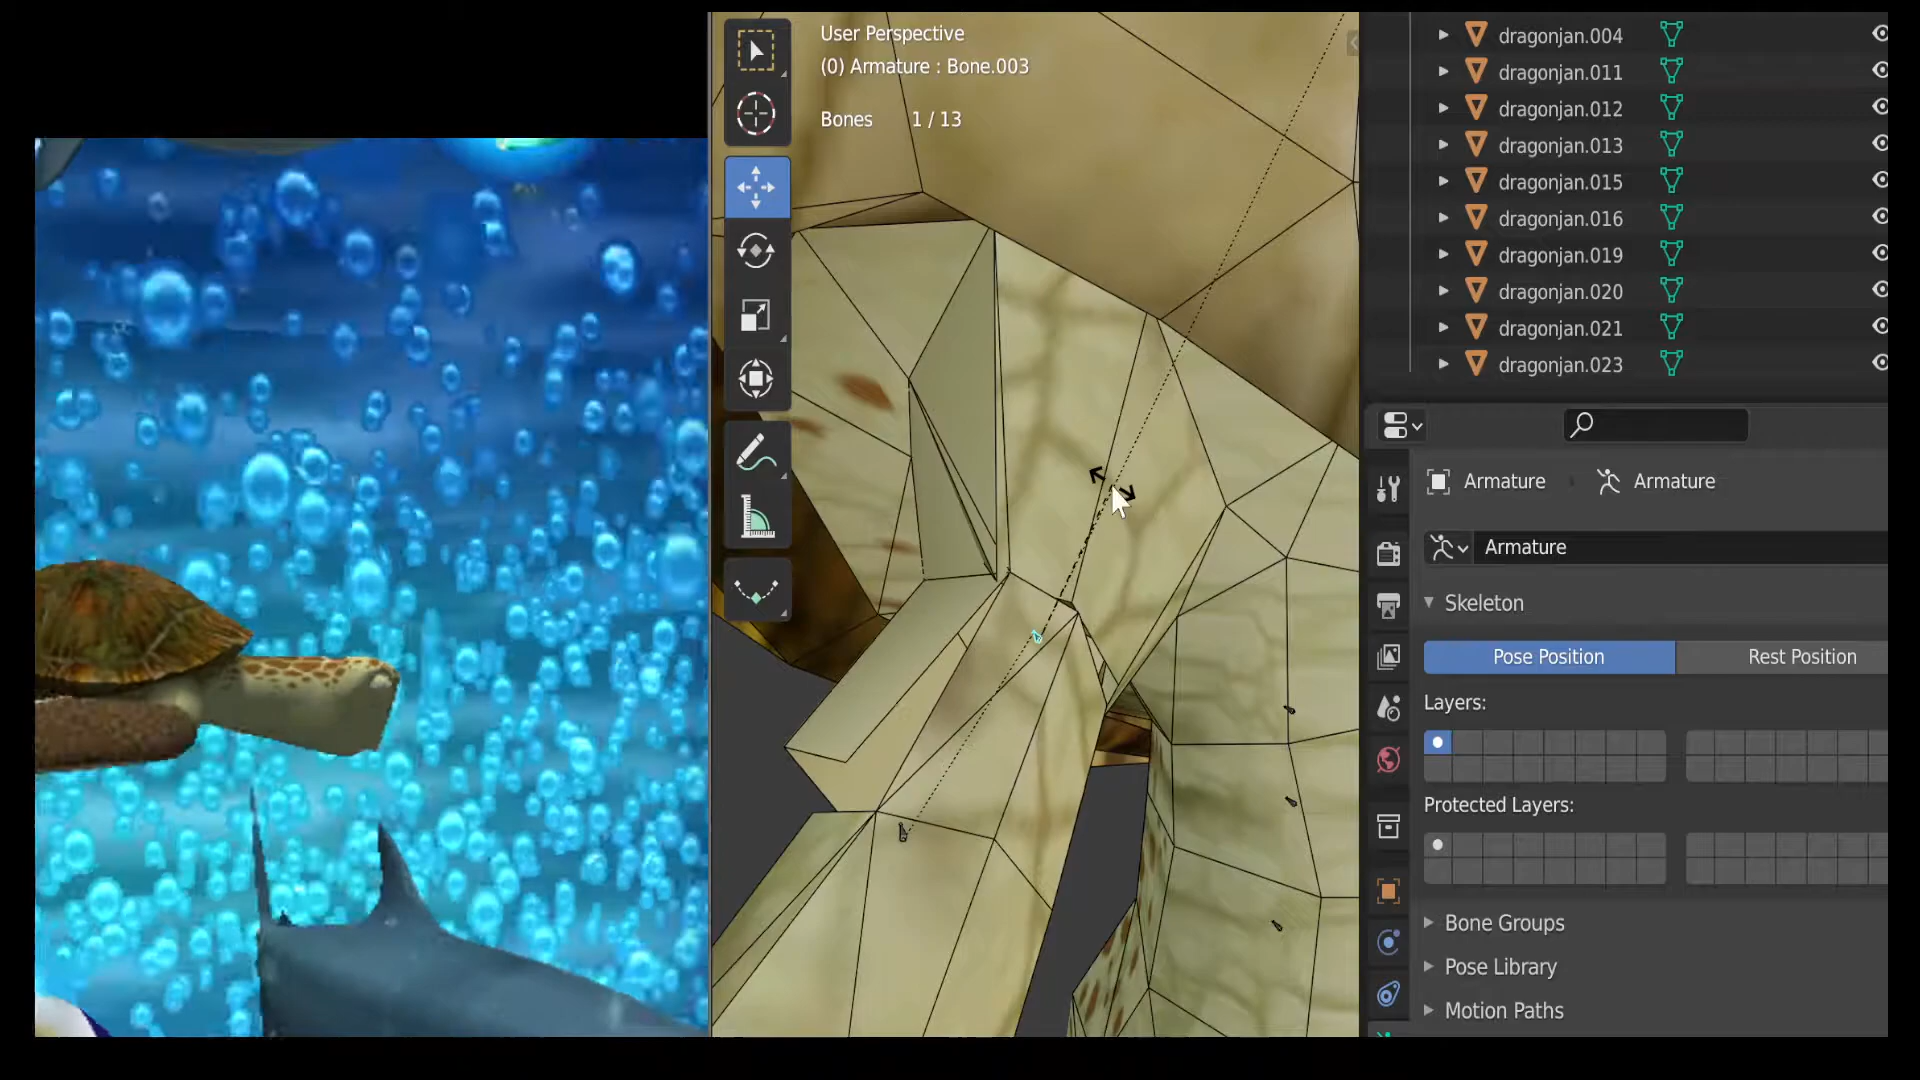 User Perspective
(0) Armature : Bone.003
Bones 1 / 13
dragonjan.004
dragonjan.011
dragonjan.012
dragonjan.013
dragonjan.015
dragonjan.016
dragonjan.019
dragonjan.020
dragonjan.021
dragonjan.023
Armature Armature
Armature
Skeleton
Pose Position Rest Position
Layers:
Protected Layers:
Bone Groups
Pose Library
Motion Paths